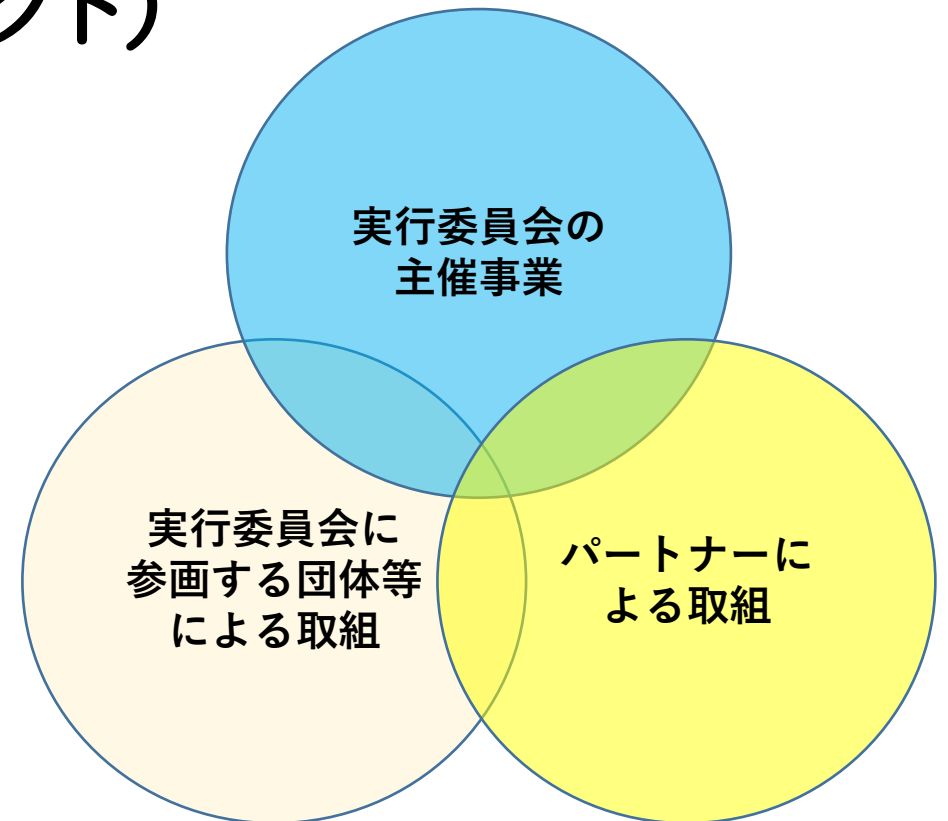 ント)
実行委員会の
主催事業
実行委員会に
参画する団体等
による取組
パートナーに
よる取組